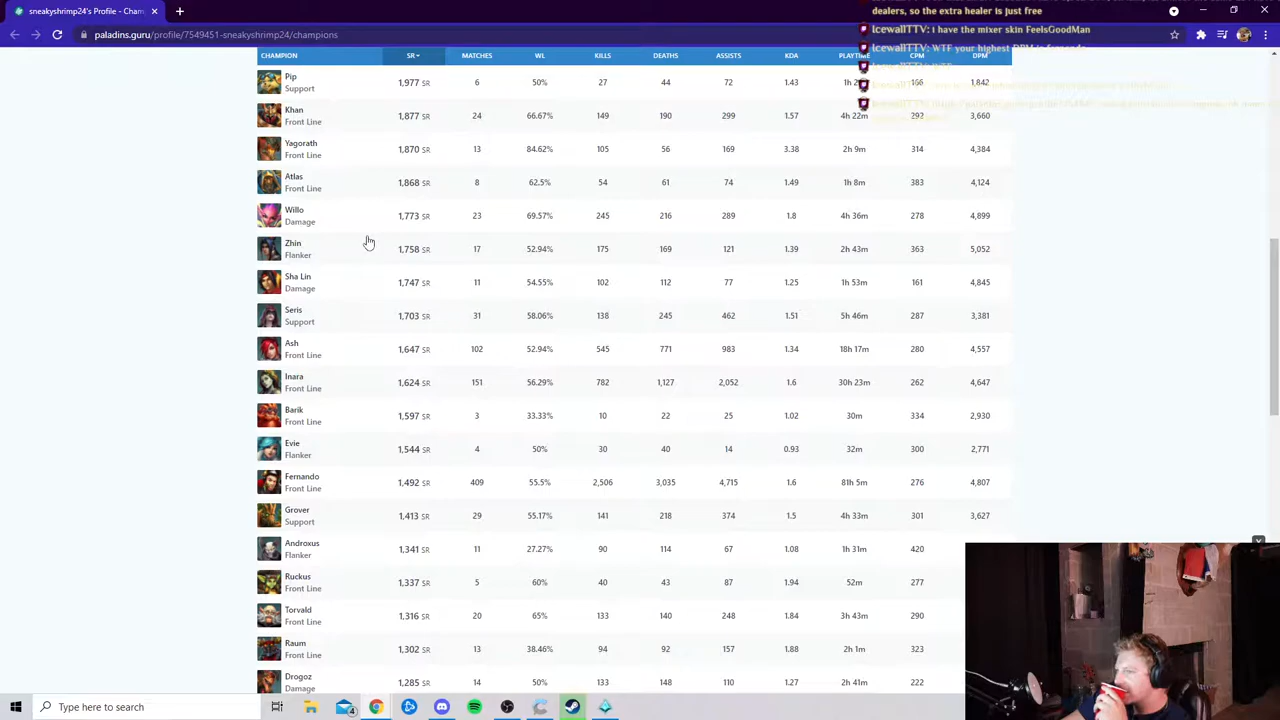 sneakyshrimp24's Profile - Cham
dealers, so the extra healer is just free
IcewallTTV: i have the mixer skin FeelsGoodMan
paladins.guru/profile/7549451-sneakyshrimp24/champions
IcewallTTV: WTF your highest DPM is fernando
CHAMPION SR MATCHES WL KILLS DEATHS ASSISTS KDA PLAYTIME CPM DPM
Pip
Support
1,977 SR 6 50% 27 44 72 1.43 166 1,842
Khan
Front Line
1,877 SR 24 66.67% 149 190 299 1.57 4h 22m 292 3,660
Yagorath
Front Line
1,870 SR 13 84.62% 105 56 169 3.38 2h 9m 314 4,384
Atlas
Front Line
1,868 SR 8 62.5% 54 61 74 1.49 1h 8m 383 4,124
Willo
Damage
1,773 SR 23 69.57% 245 216 289 1.8 4h 36m 278 4,899
Zhin
Flanker
1,758 SR 17 52.94% 175 169 121 1.39 2h 43m 363 5,052
Sha Lin
Damage
1,747 SR 11 54.55% 102 112 76 1.25 1h 53m 161 4,845
Seris
Support
1,703 SR 31 58.06% 138 245 462 1.51 5h 46m 287 3,381
Ash
Front Line
1,647 SR 102 52.94% 545 771 983 1.34 18h 17m 280 4,557
Inara
Front Line
1,624 SR 151 56.29% 782 1,127 2,052 1.6 30h 23m 262 4,647
Barik
Front Line
1,597 SR 3 33.33% 10 22 25 1.02 30m 334 2,930
Evie
Flanker
1,544 SR 4 50% 30 40 14 0.93 32m 300 2,771
Fernando
Front Line
1,492 SR 409 55.5% 2,506 3,035 4,715 1.6 81h 5m 276 4,807
Grover
Support
1,413 SR 29 55.17% 141 218 374 1.5 4h 33m 301 3,627
Androxus
Flanker
1,341 SR 11 27.27% 90 114 67 1.08 1h 31m 420
Ruckus
Front Line
1,337 SR 5 60% 40 43 87 1.94 52m 277
Torvald
Front Line
1,316 SR 20 65% 133 140 248 1.84 3h 43m 290
Raum
Front Line
1,302 SR 13 38.46% 94 92 157 1.88 2h 1m 323
Drogoz
Damage
1,285 SR 14 50% 133 148 110 1.27 2h 41m 222
Type here to search
4